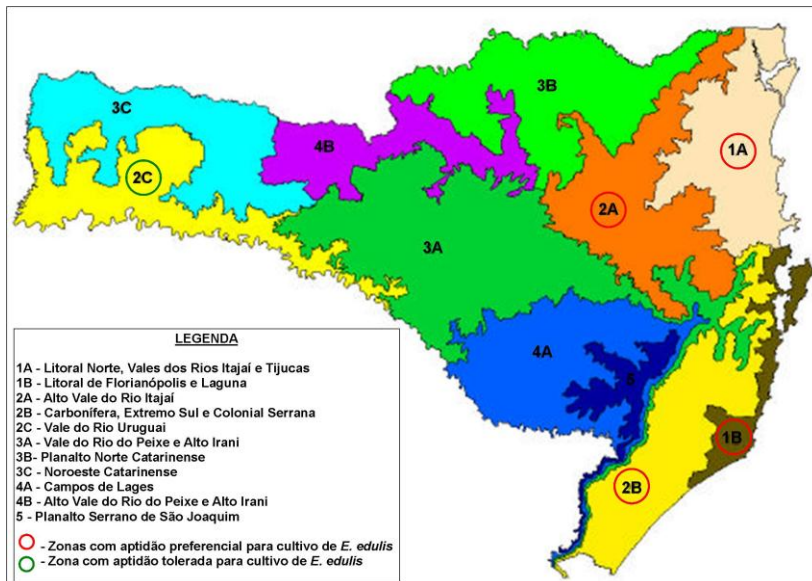 3C
3B
1A
4B
2C
2A
3A
4A
5
1B
2B
LEGENDA
1A - Litoral Norte, Vales dos Rios Itajaí e Tijucas
1B - Litoral de Florianópolis e Laguna
2A - Alto Vale do Rio Itajaí
2B - Carbonífera, Extremo Sul e Colonial Serrana
2C - Vale do Rio Uruguai
3A - Vale do Rio do Peixe e Alto Irani
3B- Planalto Norte Catarinense
3C - Noroeste Catarinense
4A - Campos de Lages
4B - Alto Vale do Rio do Peixe e Alto Irani
5 - Planalto Serrano de São Joaquim
- Zonas com aptidão preferencial para cultivo de E. edulis
- Zona com aptidão tolerada para cultivo de E. edulis